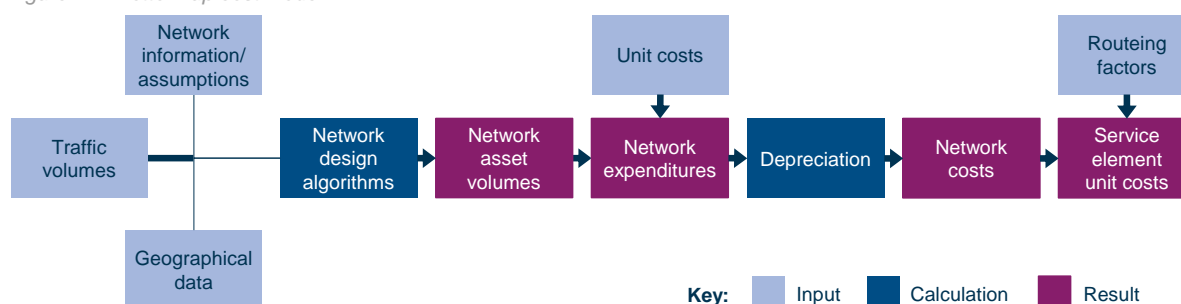 Network
information/
assumptions
Unit costs
Routeing
factors
Traffic
volumes
Network
design
algorithms
Network
asset
volumes
Network
expenditures
Depreciation
Network
costs
Service
element
unit costs
Geographical
data
Key: Input Calculation Result